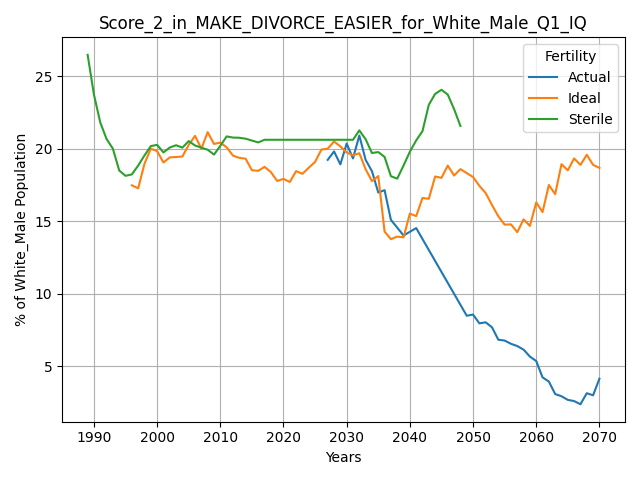 Score_2_in_MAKE_DIVORCE_EASIER_for_White_Male_Q1_IQ
Fertility
Actual
Ideal
Sterile
% of White_Male Population
25
20
15
10
5
1990 2000 2010 2020 2030 2040 2050 2060 2070
Years